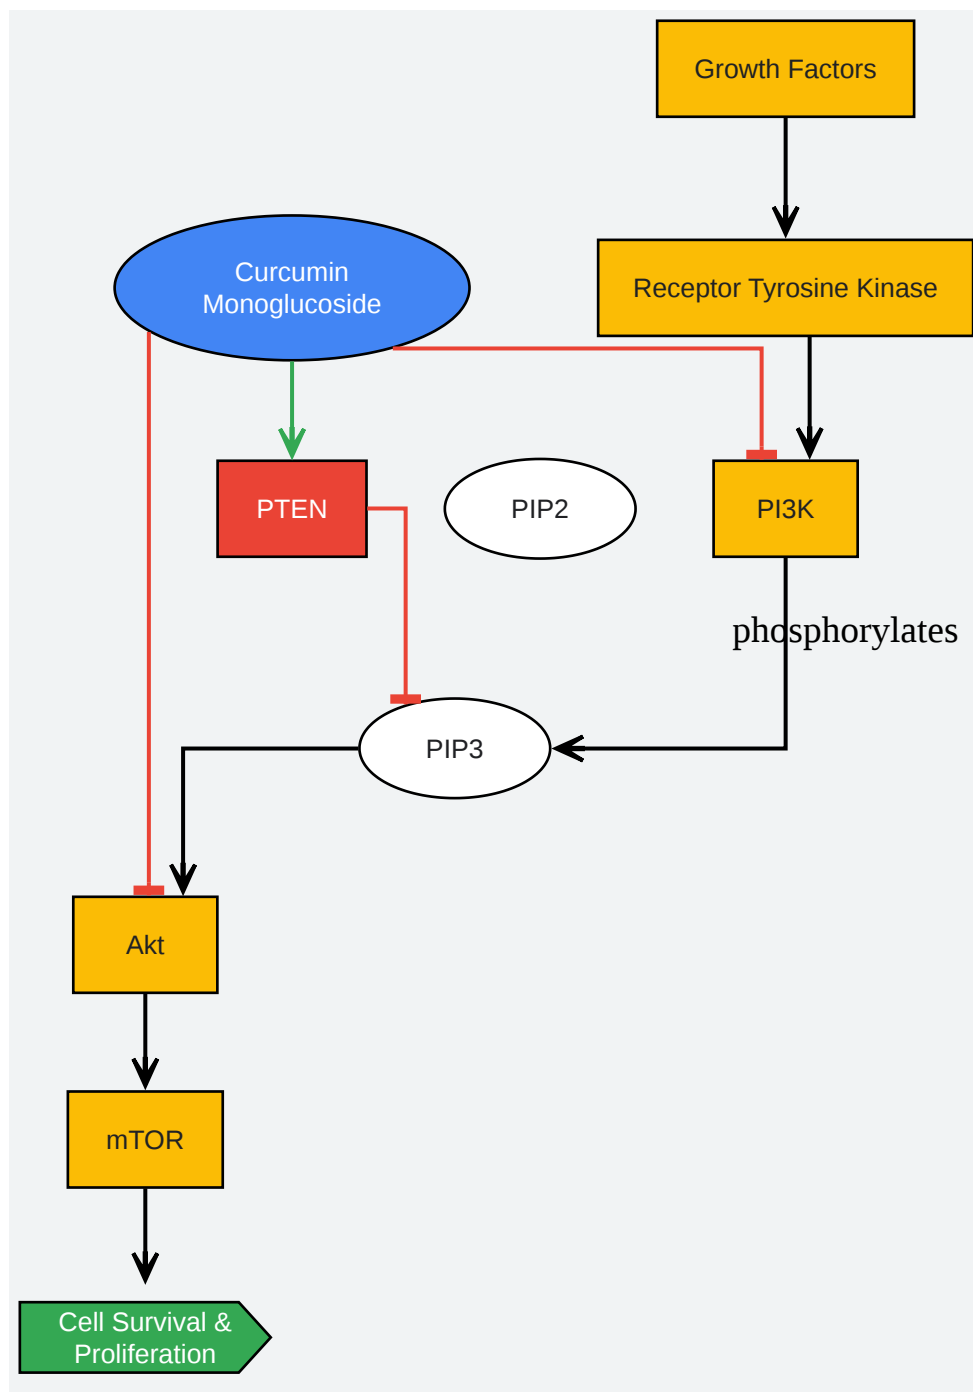 Growth Factors
Curcumin
Monoglucoside
Receptor Tyrosine Kinase
PTEN
PIP2
PI3K
phosphorylates
PIP3
Akt
mTOR
Cell Survival &
Proliferation